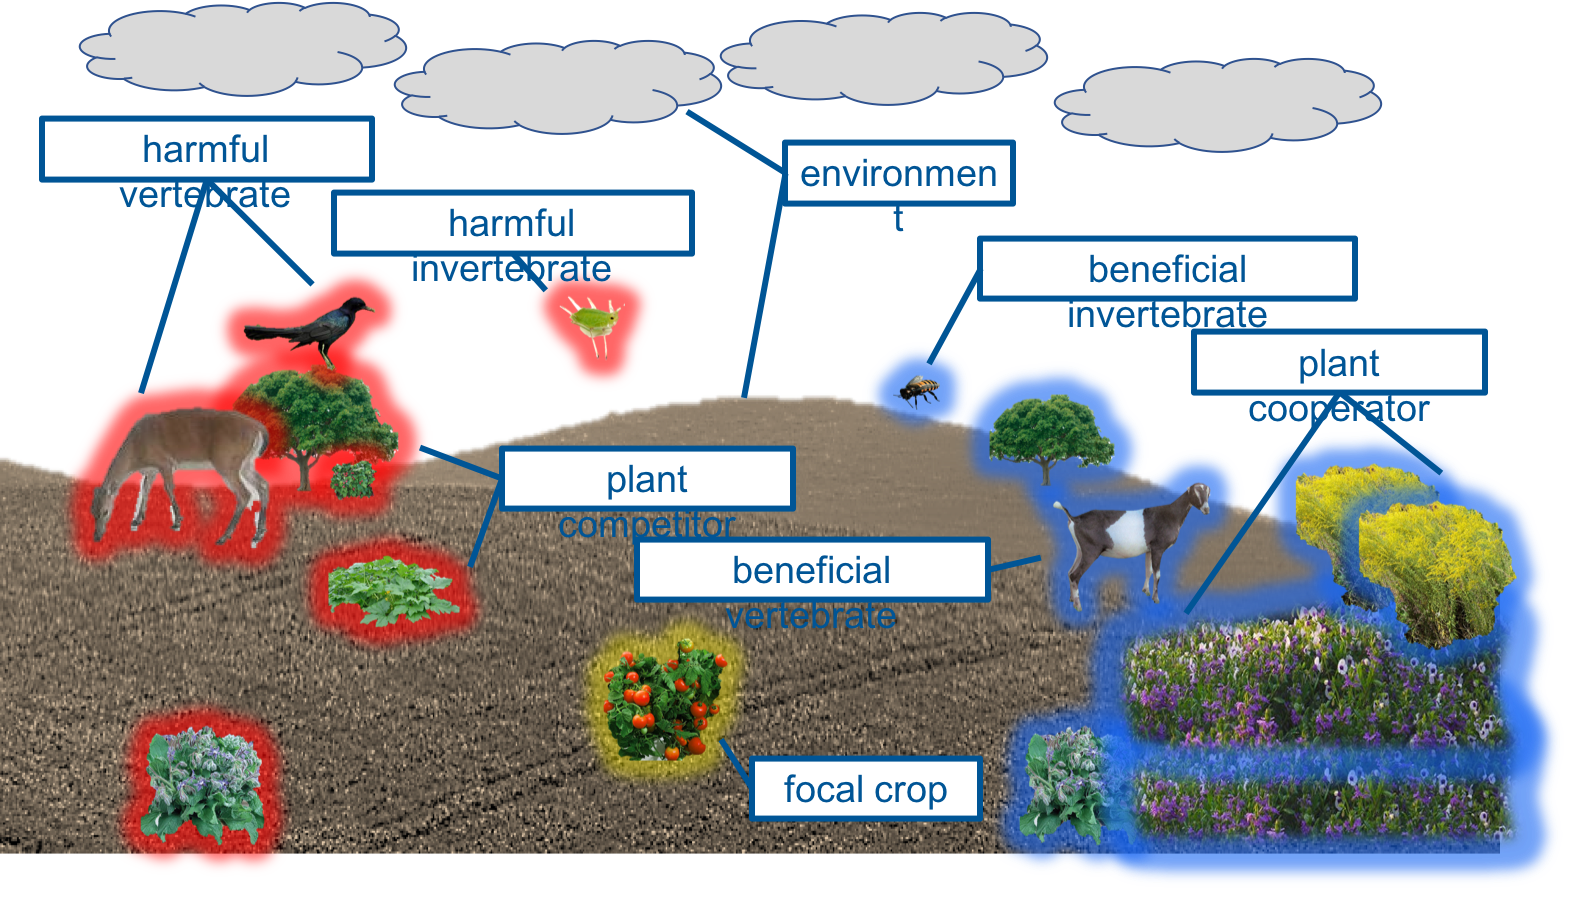 harmful
vertebrate
harmful
invertebrate
environmen
t
beneficial
invertebrate
plant
cooperator
plant
competitor
beneficial
vertebrate
focal crop